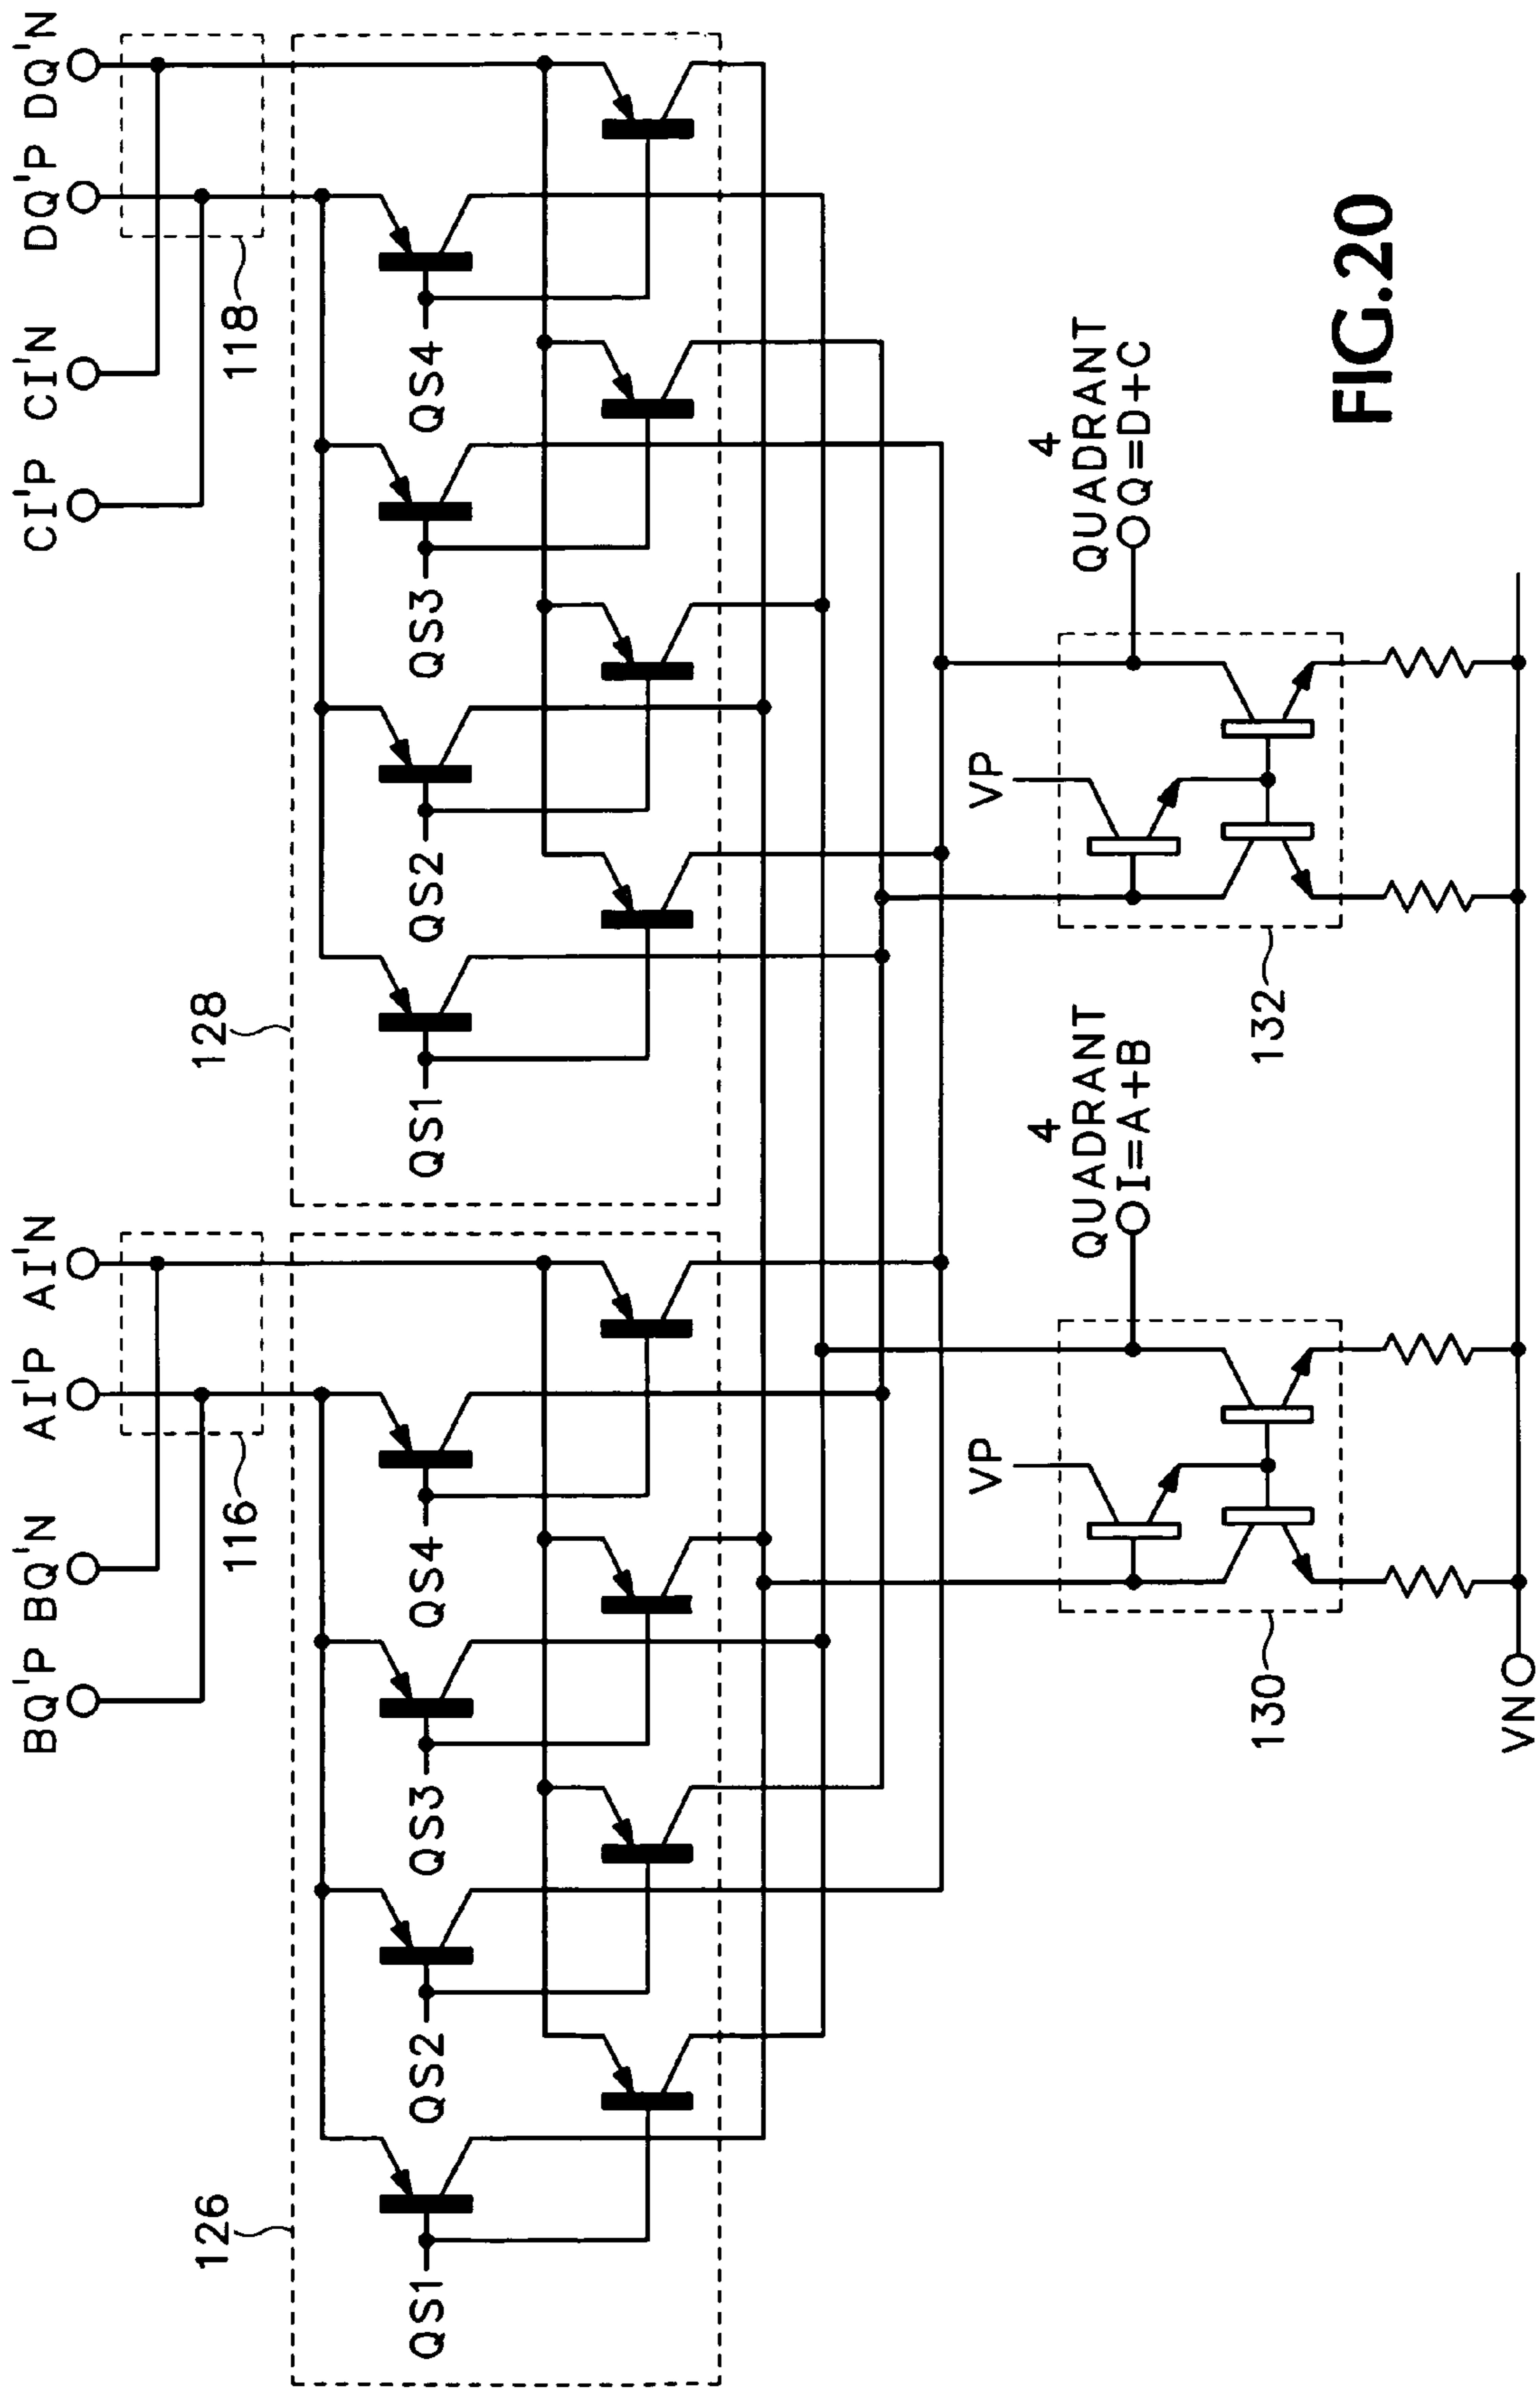 BQ'P BQ'N AI'P AI'N CI'P CI'N DQ'P DQ'N
116
118
126
128
QS1 QS2 QS3 QS4 QS1 QS2 QS3 QS4
VP
4
QUADRANT
I=A+B
VP
4
QUADRANT
Q=D+C
130
132
VN
FIG.20